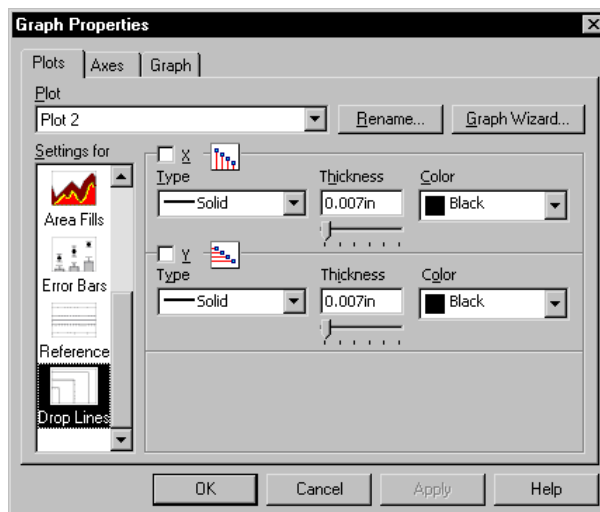 Graph Properties
Plots Axes Graph
Plot
Plot 2 Rename... Graph Wizard...
Settings for
Area Fills
Error Bars
Reference
Drop Lines
X
Type Thickness Color
Solid 0.007in Black
Y
Type Thickness Color
Solid 0.007in Black
OK Cancel Apply Help